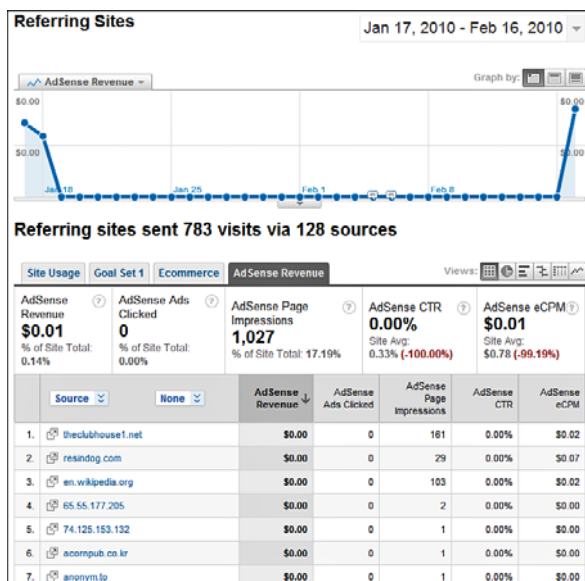 Referring Sites
Jan 17, 2010 - Feb 16, 2010
AdSense Revenue
Graph by:
$0.00 $0.00
$0.00 $0.00
Jan 18 Jan 25 Feb 1 Feb 8
Referring sites sent 783 visits via 128 sources
Site Usage Goal Set 1 Ecommerce AdSense Revenue Views:
AdSense Revenue ? AdSense Ads Clicked ? AdSense Page Impressions ? AdSense CTR ? AdSense eCPM ?
$0.01 0 1,027 0.00% $0.01
% of Site Total: 0.14% % of Site Total: 0.00% % of Site Total: 17.19% Site Avg: 0.33% (-100.00%) Site Avg: $0.78 (-99.19%)
Source None AdSense Revenue AdSense Ads Clicked AdSense Page Impressions AdSense CTR AdSense eCPM
1. theclubhouse1.net $0.00 0 161 0.00% $0.02
2. resindog.com $0.00 0 29 0.00% $0.07
3. en.wikipedia.org $0.00 0 103 0.00% $0.02
4. 65.55.177.205 $0.00 0 2 0.00% $0.00
5. 74.125.153.132 $0.00 0 1 0.00% $0.00
6. acornpub.co.kr $0.00 0 1 0.00% $0.00
7. anonym.to $0.00 0 1 0.00% $0.00